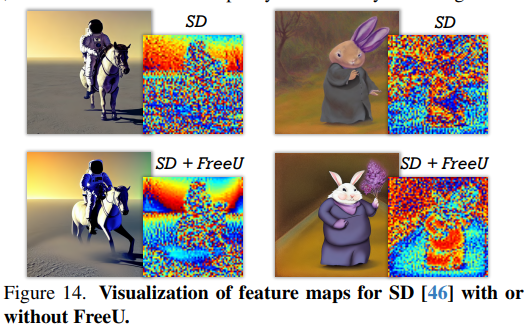 SD
SD
SD + FreeU
SD + FreeU
Figure 14. Visualization of feature maps for SD [46] with or
without FreeU.